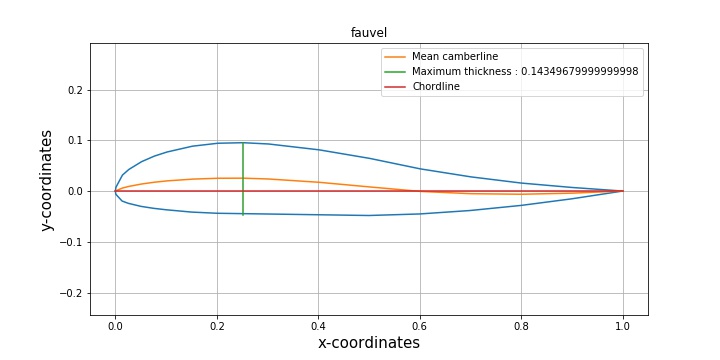 fauvel
Mean camberline
Maximum thickness : 0.14349679999999998
Chordline
y-coordinates
0.2
0.1
0.0
−0.1
−0.2
0.0 0.2 0.4 0.6 0.8 1.0
x-coordinates